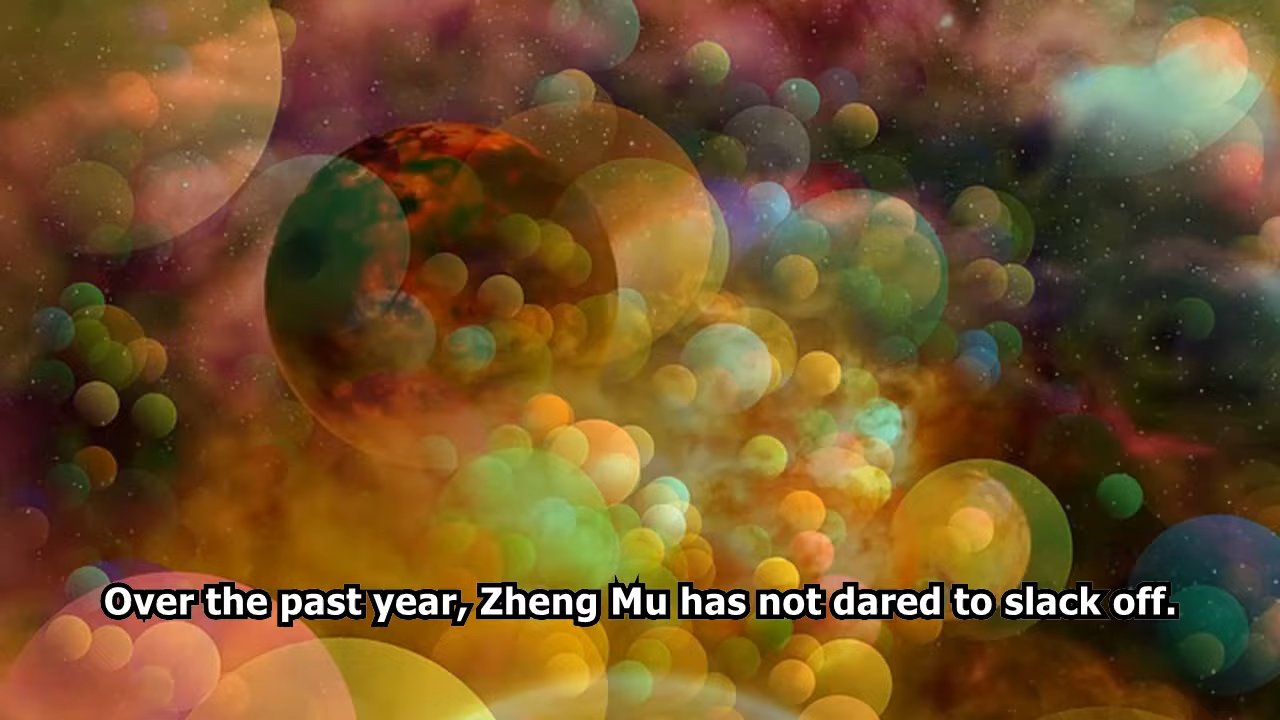 Over the past year, Zheng Mu has not dared to slack off.